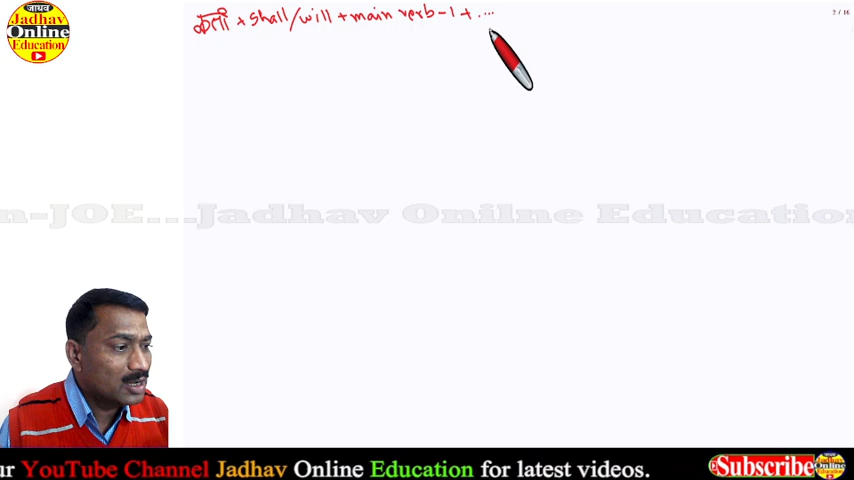 जाधव
Jadhav
Online
Education
कर्ता + shall/will + main verb-1 + ....
2 / 16
n-JOE...Jadhav Onilne Education
ur YouTube Channel Jadhav Online Education for latest videos.
Subscribe